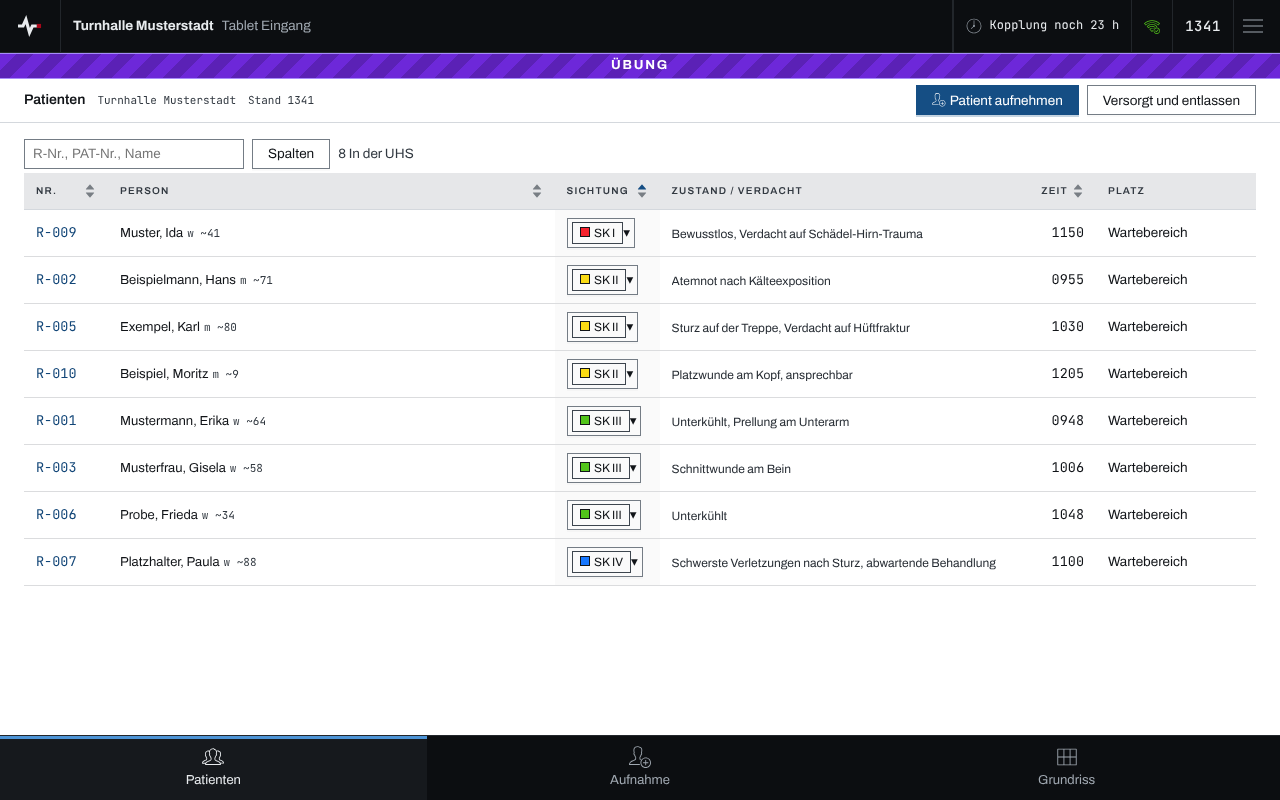 Turnhalle Musterstadt Tablet Eingang Kopplung noch 23 h 1341
ÜBUNG
Patienten Turnhalle Musterstadt Stand 1341 Patient aufnehmen Versorgt und entlassen
R-Nr., PAT-Nr., Name Spalten 8 In der UHS
NR. PERSON SICHTUNG ZUSTAND / VERDACHT ZEIT PLATZ
R-009 Muster, Ida w ~41 SK I Bewusstlos, Verdacht auf Schädel-Hirn-Trauma 1150 Wartebereich
R-002 Beispielmann, Hans m ~71 SK II Atemnot nach Kälteexposition 0955 Wartebereich
R-005 Exempel, Karl m ~80 SK II Sturz auf der Treppe, Verdacht auf Hüftfraktur 1030 Wartebereich
R-010 Beispiel, Moritz m ~9 SK II Platzwunde am Kopf, ansprechbar 1205 Wartebereich
R-001 Mustermann, Erika w ~64 SK III Unterkühlt, Prellung am Unterarm 0948 Wartebereich
R-003 Musterfrau, Gisela w ~58 SK III Schnittwunde am Bein 1006 Wartebereich
R-006 Probe, Frieda w ~34 SK III Unterkühlt 1048 Wartebereich
R-007 Platzhalter, Paula w ~88 SK IV Schwerste Verletzungen nach Sturz, abwartende Behandlung 1100 Wartebereich
Patienten Aufnahme Grundriss